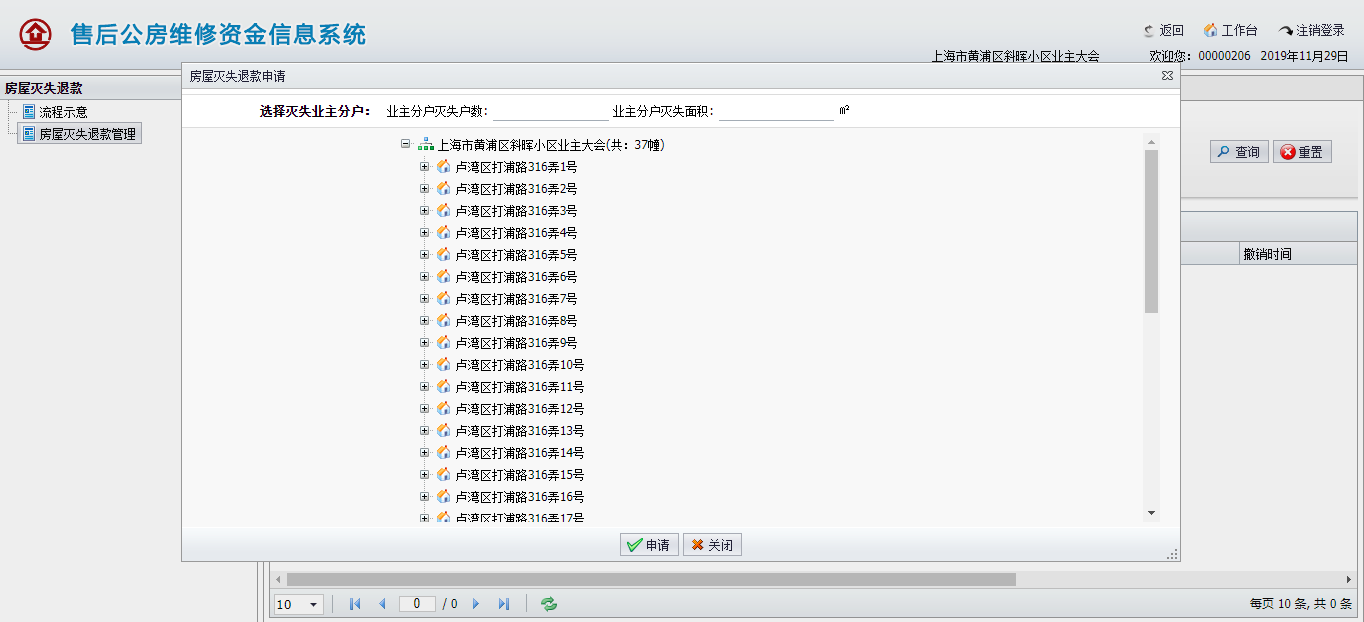 售后公房维修资金信息系统
返回 工作台 注销登录
上海市黄浦区斜晖小区业主大会 欢迎您：00000206 2019年11月29日
房屋灭失退款
流程示意
房屋灭失退款管理
房屋灭失退款申请
选择灭失业主分户： 业主分户灭失户数： 业主分户灭失面积： ㎡
上海市黄浦区斜晖小区业主大会(共：37幢)
卢湾区打浦路316弄1号
卢湾区打浦路316弄2号
卢湾区打浦路316弄3号
卢湾区打浦路316弄4号
卢湾区打浦路316弄5号
卢湾区打浦路316弄6号
卢湾区打浦路316弄7号
卢湾区打浦路316弄8号
卢湾区打浦路316弄9号
卢湾区打浦路316弄10号
卢湾区打浦路316弄11号
卢湾区打浦路316弄12号
卢湾区打浦路316弄13号
卢湾区打浦路316弄14号
卢湾区打浦路316弄15号
卢湾区打浦路316弄16号
卢湾区打浦路316弄17号
申请 关闭
查询 重置
撤销时间
10 0 / 0 每页 10 条, 共 0 条